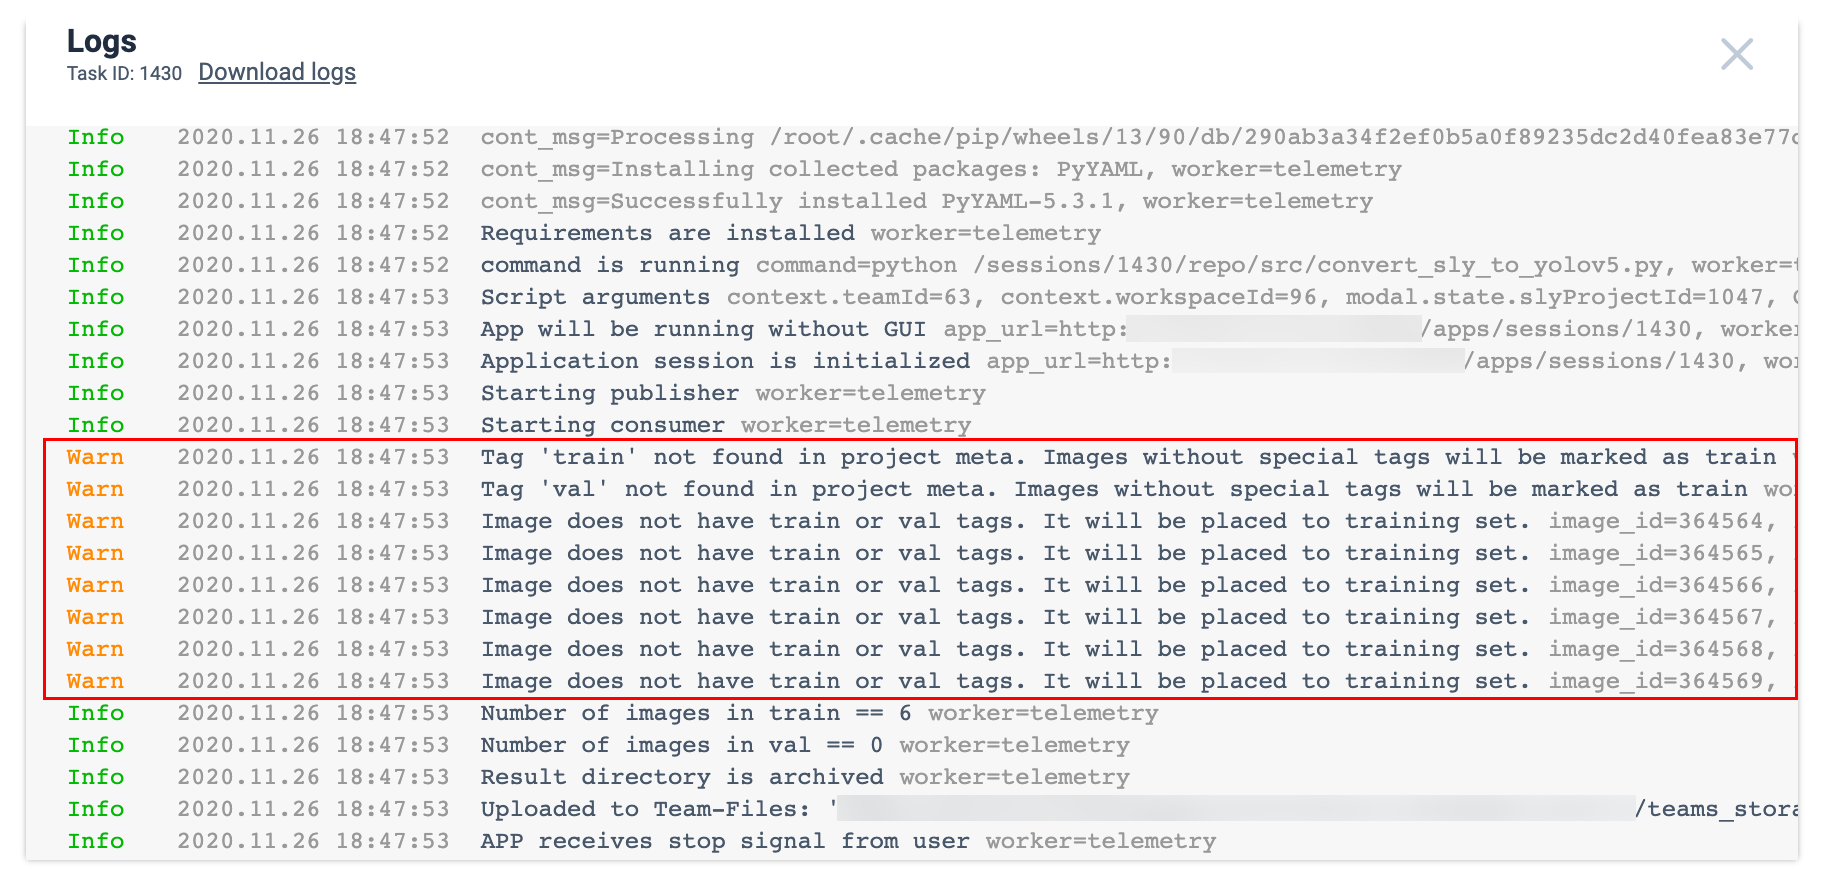 Logs
Task ID: 1430 Download logs
Info 2020.11.26 18:47:52 cont_msg=Processing /root/.cache/pip/wheels/13/90/db/290ab3a34f2ef0b5a0f89235dc2d40fea83e77
Info 2020.11.26 18:47:52 cont_msg=Installing collected packages: PyYAML, worker=telemetry
Info 2020.11.26 18:47:52 cont_msg=Successfully installed PyYAML-5.3.1, worker=telemetry
Info 2020.11.26 18:47:52 Requirements are installed worker=telemetry
Info 2020.11.26 18:47:52 command is running command=python /sessions/1430/repo/src/convert_sly_to_yolov5.py, worker=
Info 2020.11.26 18:47:53 Script arguments context.teamId=63, context.workspaceId=96, modal.state.slyProjectId=1047,
Info 2020.11.26 18:47:53 App will be running without GUI app_url=http: /apps/sessions/1430, worker
Info 2020.11.26 18:47:53 Application session is initialized app_url=http: /apps/sessions/1430, wo
Info 2020.11.26 18:47:53 Starting publisher worker=telemetry
Info 2020.11.26 18:47:53 Starting consumer worker=telemetry
Warn 2020.11.26 18:47:53 Tag 'train' not found in project meta. Images without special tags will be marked as train
Warn 2020.11.26 18:47:53 Tag 'val' not found in project meta. Images without special tags will be marked as train wo
Warn 2020.11.26 18:47:53 Image does not have train or val tags. It will be placed to training set. image_id=364564,
Warn 2020.11.26 18:47:53 Image does not have train or val tags. It will be placed to training set. image_id=364565,
Warn 2020.11.26 18:47:53 Image does not have train or val tags. It will be placed to training set. image_id=364566,
Warn 2020.11.26 18:47:53 Image does not have train or val tags. It will be placed to training set. image_id=364567,
Warn 2020.11.26 18:47:53 Image does not have train or val tags. It will be placed to training set. image_id=364568,
Warn 2020.11.26 18:47:53 Image does not have train or val tags. It will be placed to training set. image_id=364569,
Info 2020.11.26 18:47:53 Number of images in train == 6 worker=telemetry
Info 2020.11.26 18:47:53 Number of images in val == 0 worker=telemetry
Info 2020.11.26 18:47:53 Result directory is archived worker=telemetry
Info 2020.11.26 18:47:53 Uploaded to Team-Files: ' /teams_stora
Info 2020.11.26 18:47:53 APP receives stop signal from user worker=telemetry